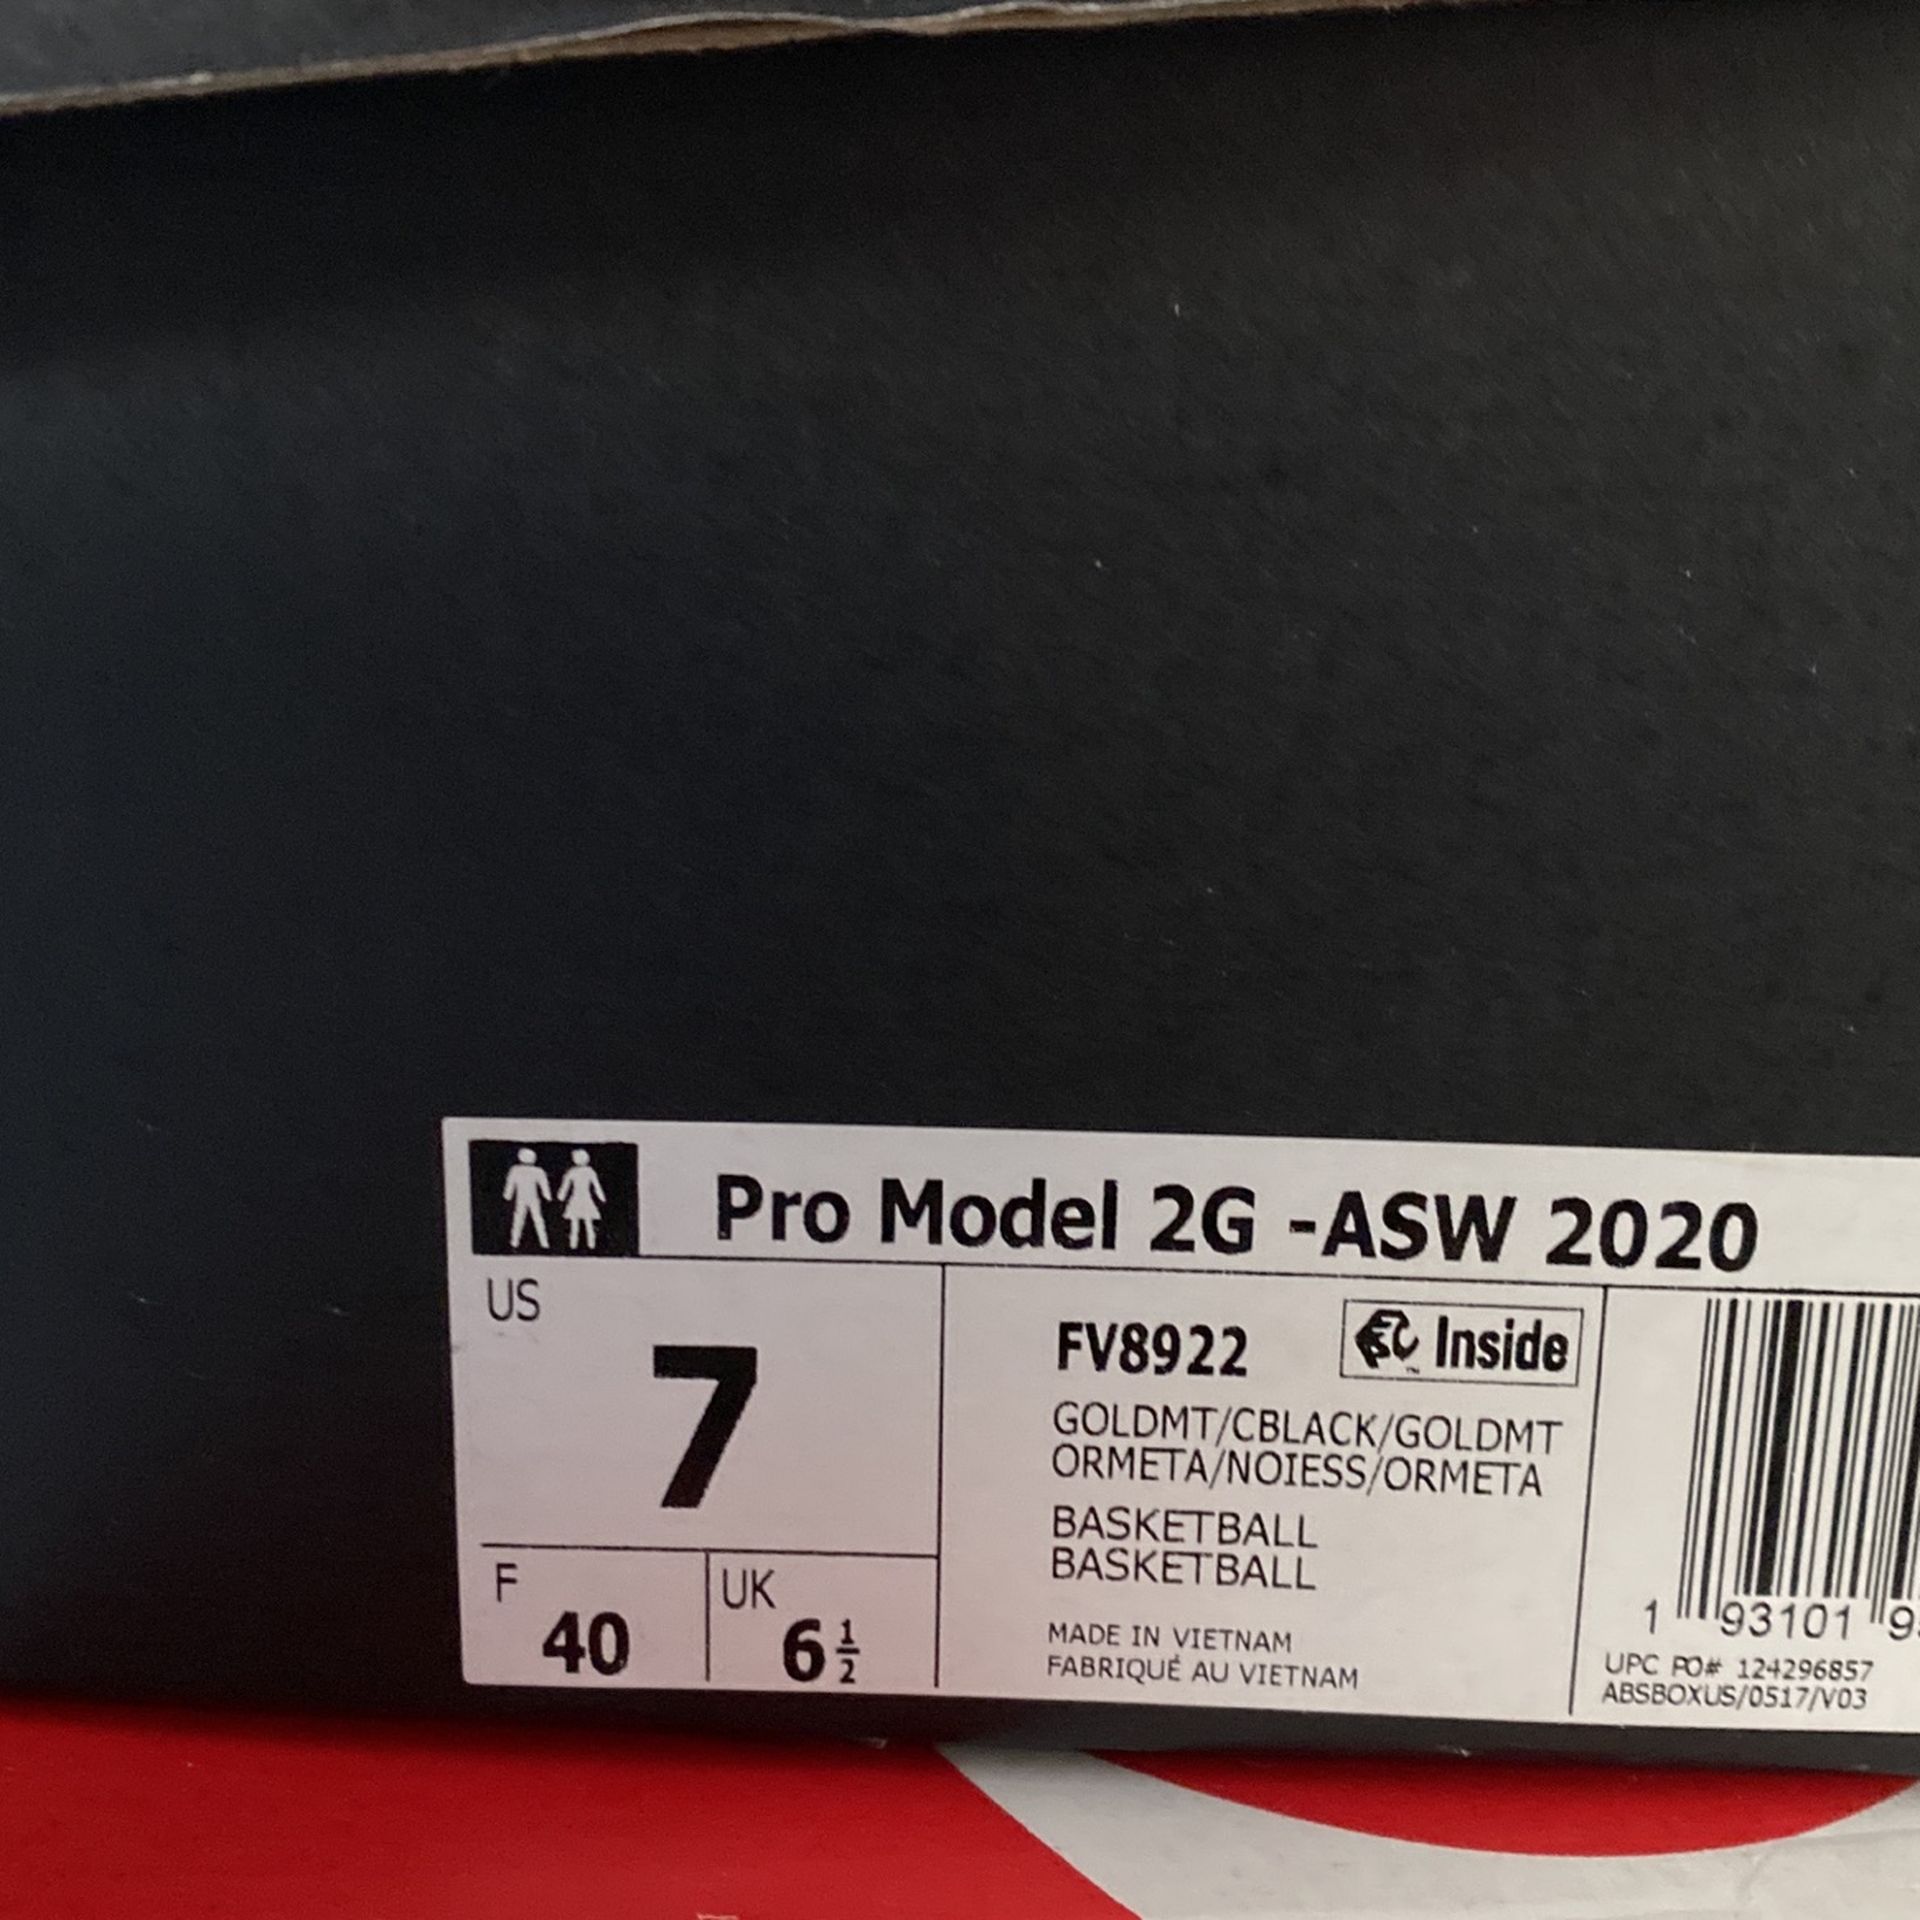 Pro Model 2G -ASW 2020
US
7
F
40
UK
6 1/2
FV8922
Inside
GOLDMT/CBLACK/GOLDMT
ORMETA/NOIESS/ORMETA
BASKETBALL
BASKETBALL
MADE IN VIETNAM
FABRIQUÉ AU VIETNAM
1 93101 9
UPC PO# 124296857
ABSBOXUS/0517/V03